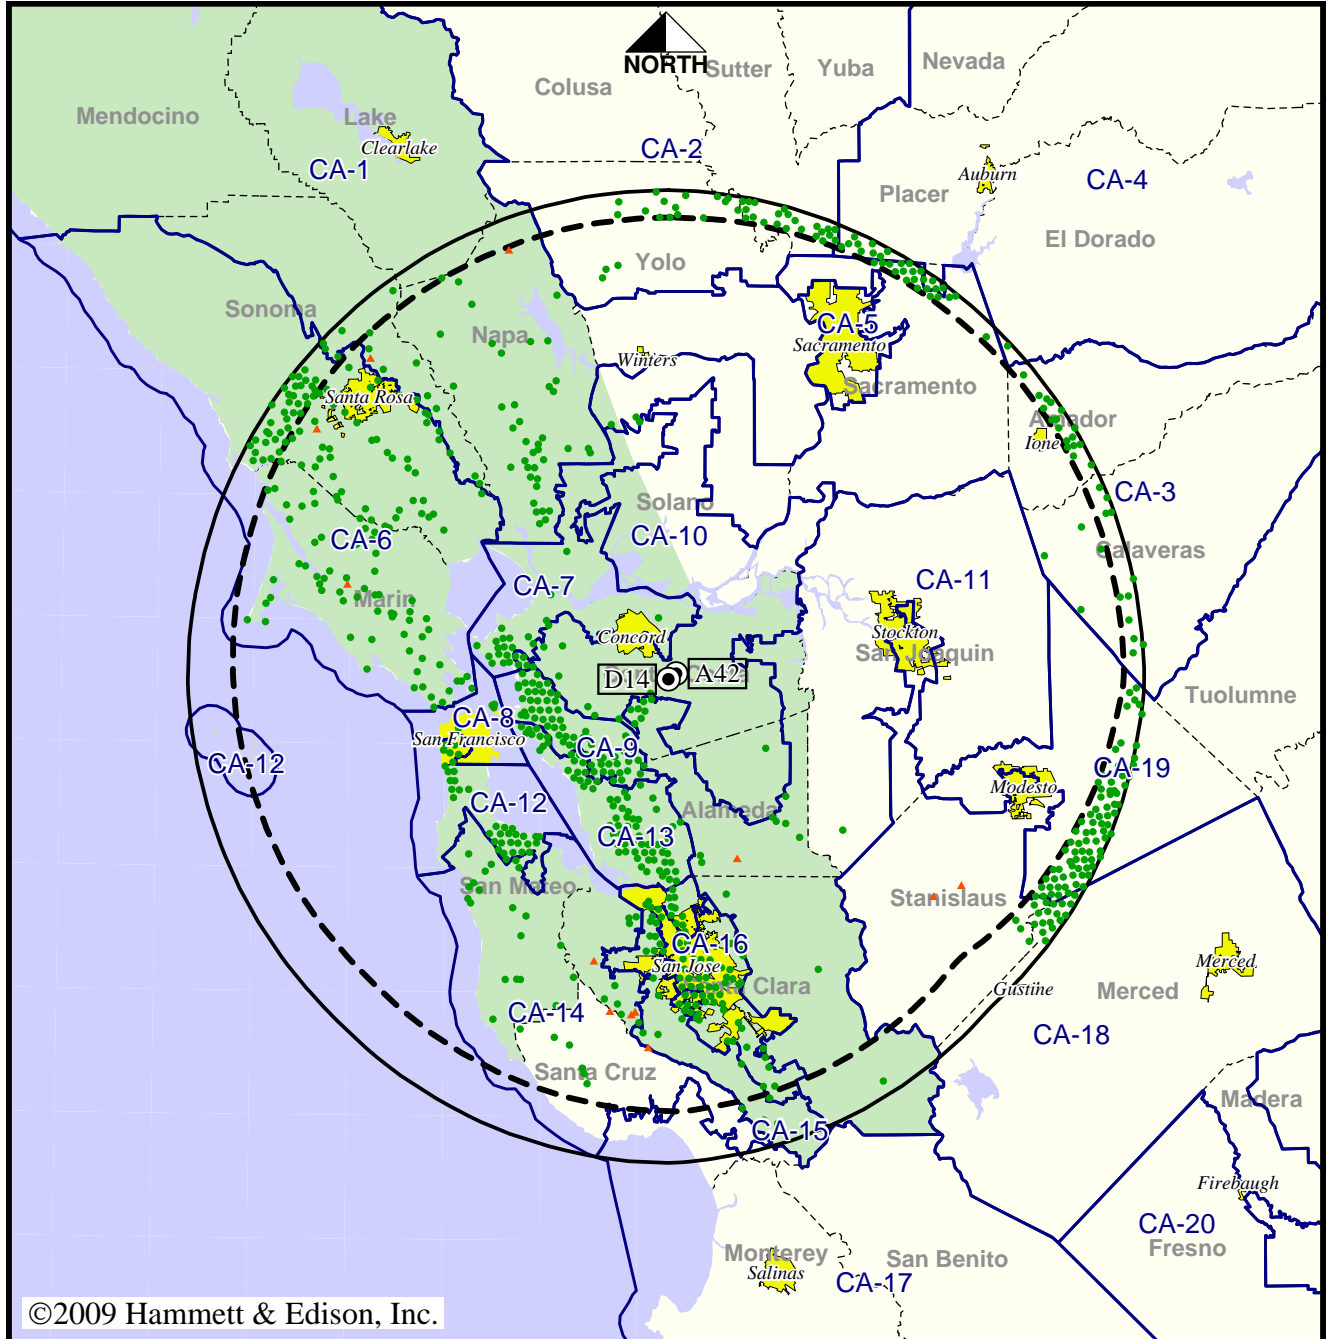 NORTH
Nevada
Yuba
Sutter
Colusa
Mendocino
Lake
Clearlake
CA-1
CA-2
Auburn
Placer
CA-4
El Dorado
Yolo
Sonoma
Napa
CA-5
Sacramento
Winters
Sacramento
Santa Rosa
Amador
Ione
CA-3
Solano
CA-10
CA-6
Calaveras
CA-7
CA-11
Marin
Concord
Stockton
San Joaquin
D14
A42
Tuolumne
CA-8
San Francisco
CA-9
CA-12
CA-19
Modesto
CA-12
Alameda
CA-13
San Mateo
Stanislaus
CA-16
San Jose
Merced
Santa Clara
Gustine
Merced
CA-14
CA-18
Santa Cruz
Madera
CA-15
Firebaugh
CA-20
Fresno
Monterey
San Benito
Salinas
CA-17
©2009 Hammett & Edison, Inc.